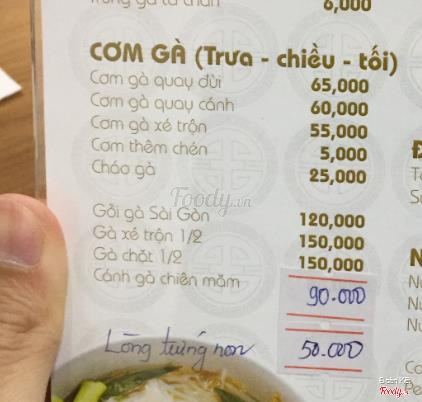 6,000
CƠM GÀ (Trưa - chiều - tối)
Cơm gà quay đùi 65,000
Cơm gà quay cánh 60,000
Cơm gà xé trộn 55,000
Cơm thêm chén 5,000
Cháo gà 25,000
Foody.vn
Gỏi gà Sài Gòn 120,000
Gà xé trộn 1/2 150,000
Gà chặt 1/2 150,000
Cánh gà chiên mắm 90.000
Lòng trứng non 50.000